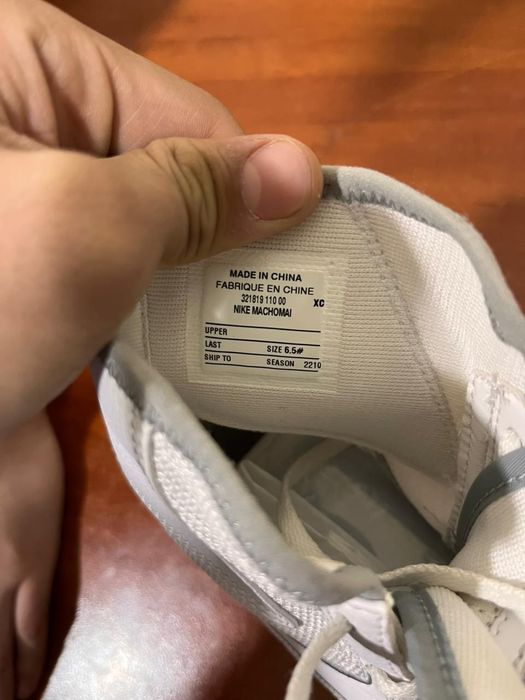 MADE IN CHINA
FABRIQUE EN CHINE
321819 110 00 XC
NIKE MACHOMAI
UPPER
LAST SIZE 6.5#
SHIP TO SEASON 2210